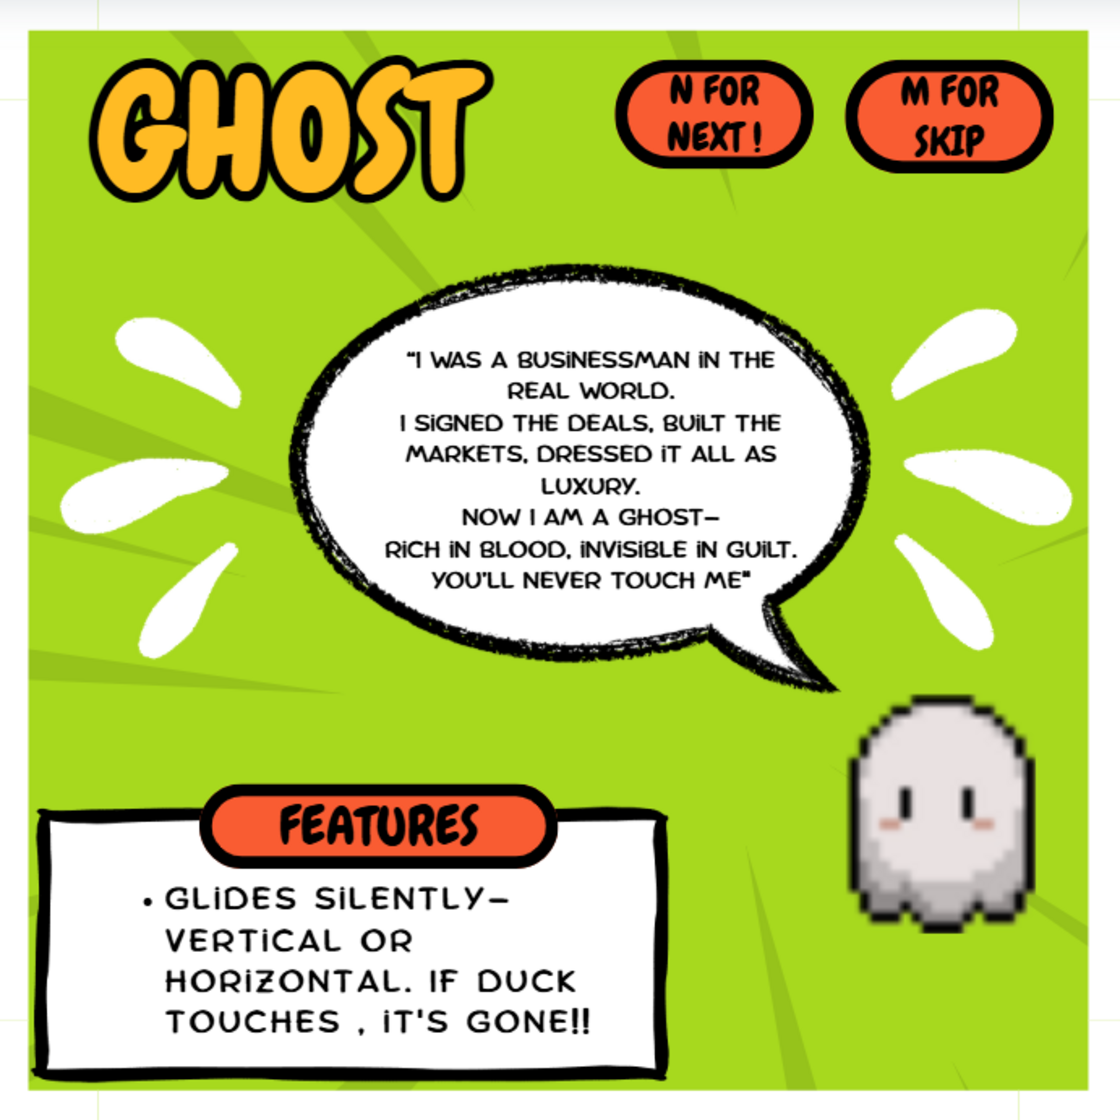 GHOST
N FOR
NEXT !
M FOR
SKIP
"I WAS A BUSINESSMAN IN THE
REAL WORLD.
I SIGNED THE DEALS, BUILT THE
MARKETS, DRESSED IT ALL AS
LUXURY.
NOW I AM A GHOST—
RICH IN BLOOD, INVISIBLE IN GUILT.
YOU'LL NEVER TOUCH ME"
FEATURES
• GLIDES SILENTLY—
VERTICAL OR
HORIZONTAL. IF DUCK
TOUCHES , IT'S GONE!!